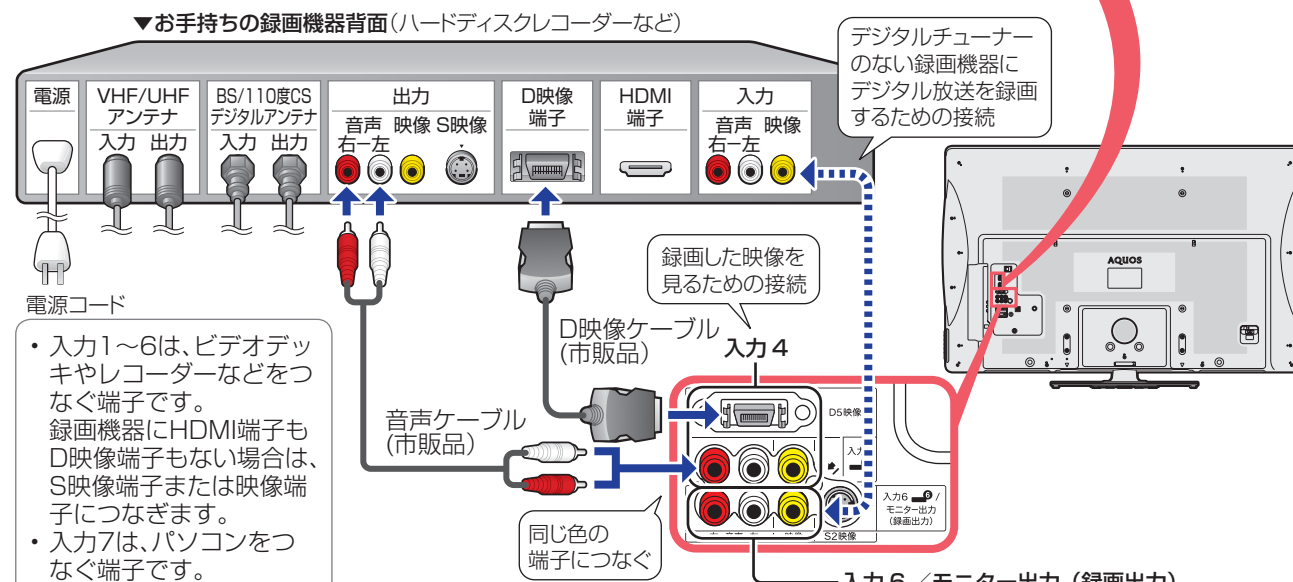 ▼お手持ちの録画機器背面(ハードディスクレコーダーなど)
デジタルチューナー
のない録画機器に
デジタル放送を録画
するための接続
電源
VHF/UHF
アンテナ
入力 出力
BS/110度CS
デジタルアンテナ
入力 出力
出力
音声 映像 S映像
右ー左
D映像
端子
HDMI
端子
入力
音声 映像
右ー左
AQUOS
電源コード
録画した映像を
見るための接続
D映像ケーブル
(市販品)
入力 4
・ 入力1〜6は、ビデオデッ
キやレコーダーなどをつ
なぐ端子です。
録画機器にHDMI端子も
D映像端子もない場合は、
S映像端子または映像端
子につなぎます。
・ 入力7は、パソコンをつ
なぐ端子です。
音声ケーブル
(市販品)
D5映像
同じ色の
端子につなぐ
入力6 /
モニター出力
(録画出力)
S2映像
入力 6 /モニター出力(録画出力)